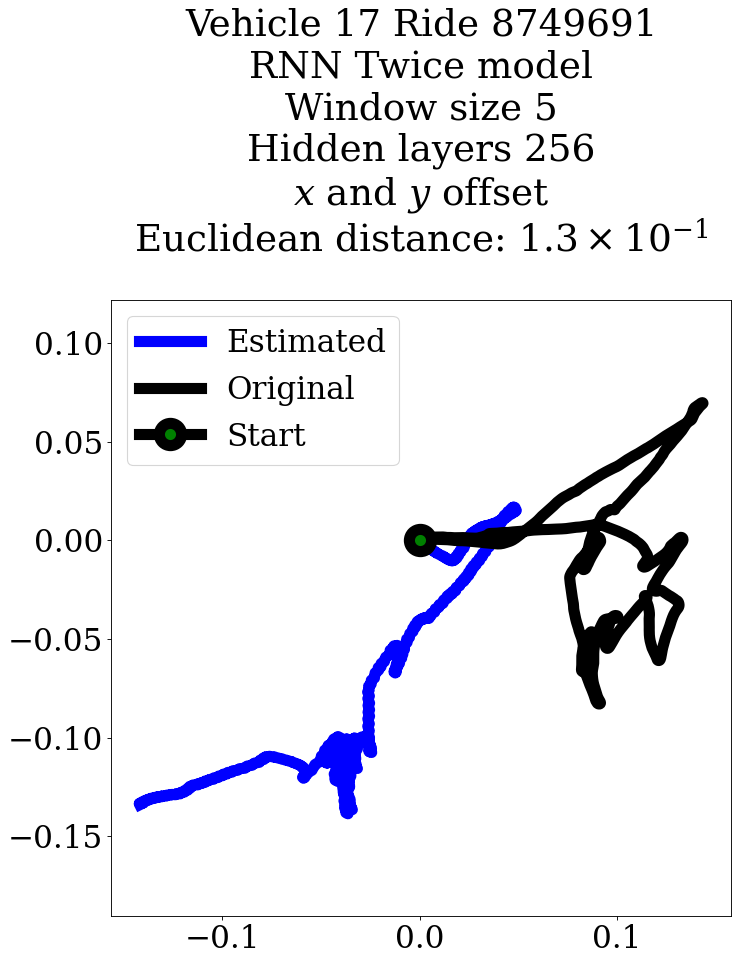 Vehicle 17 Ride 8749691
RNN Twice model
Window size 5
Hidden layers 256
x and y offset
Euclidean distance: 1.3 × 10⁻¹
Estimated
Original
Start
0.10
0.05
0.00
−0.05
−0.10
−0.15
−0.1
0.0
0.1